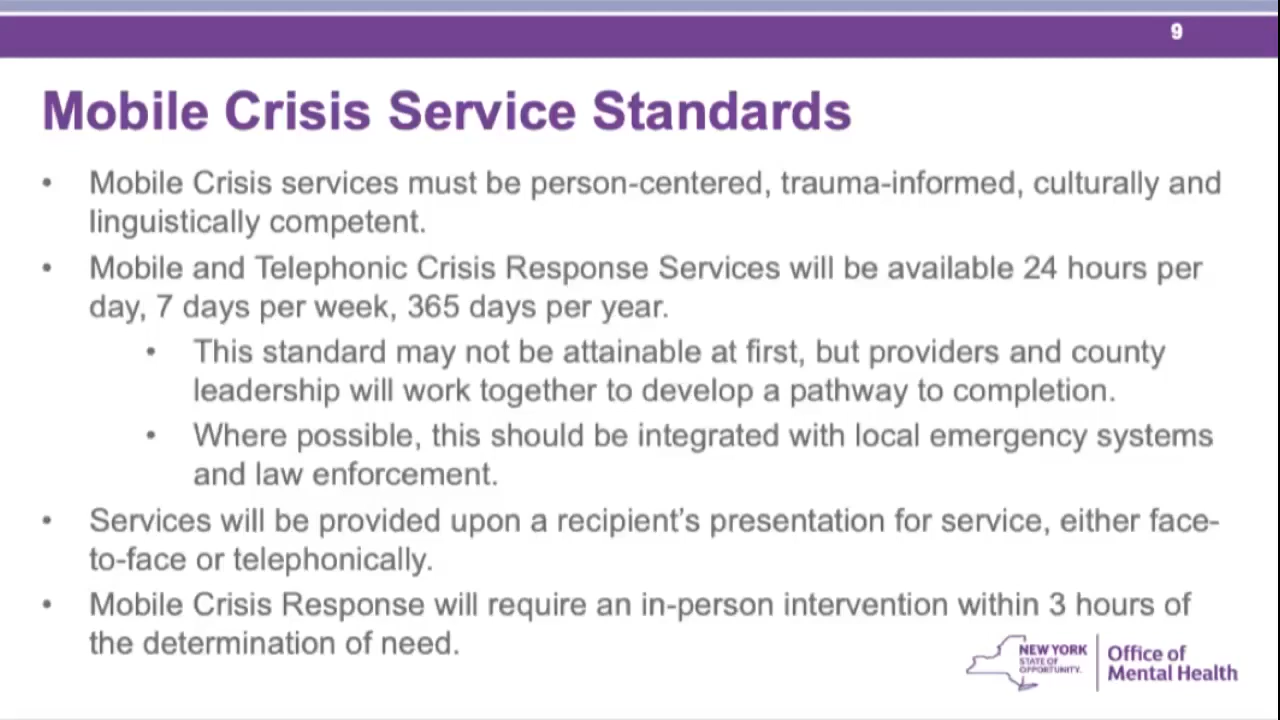 9
Mobile Crisis Service Standards
• Mobile Crisis services must be person-centered, trauma-informed, culturally and
linguistically competent.
• Mobile and Telephonic Crisis Response Services will be available 24 hours per
day, 7 days per week, 365 days per year.
• This standard may not be attainable at first, but providers and county
leadership will work together to develop a pathway to completion.
• Where possible, this should be integrated with local emergency systems
and law enforcement.
• Services will be provided upon a recipient’s presentation for service, either face-
to-face or telephonically.
• Mobile Crisis Response will require an in-person intervention within 3 hours of
the determination of need.
NEW YORK
STATE OF
OPPORTUNITY.
Office of
Mental Health